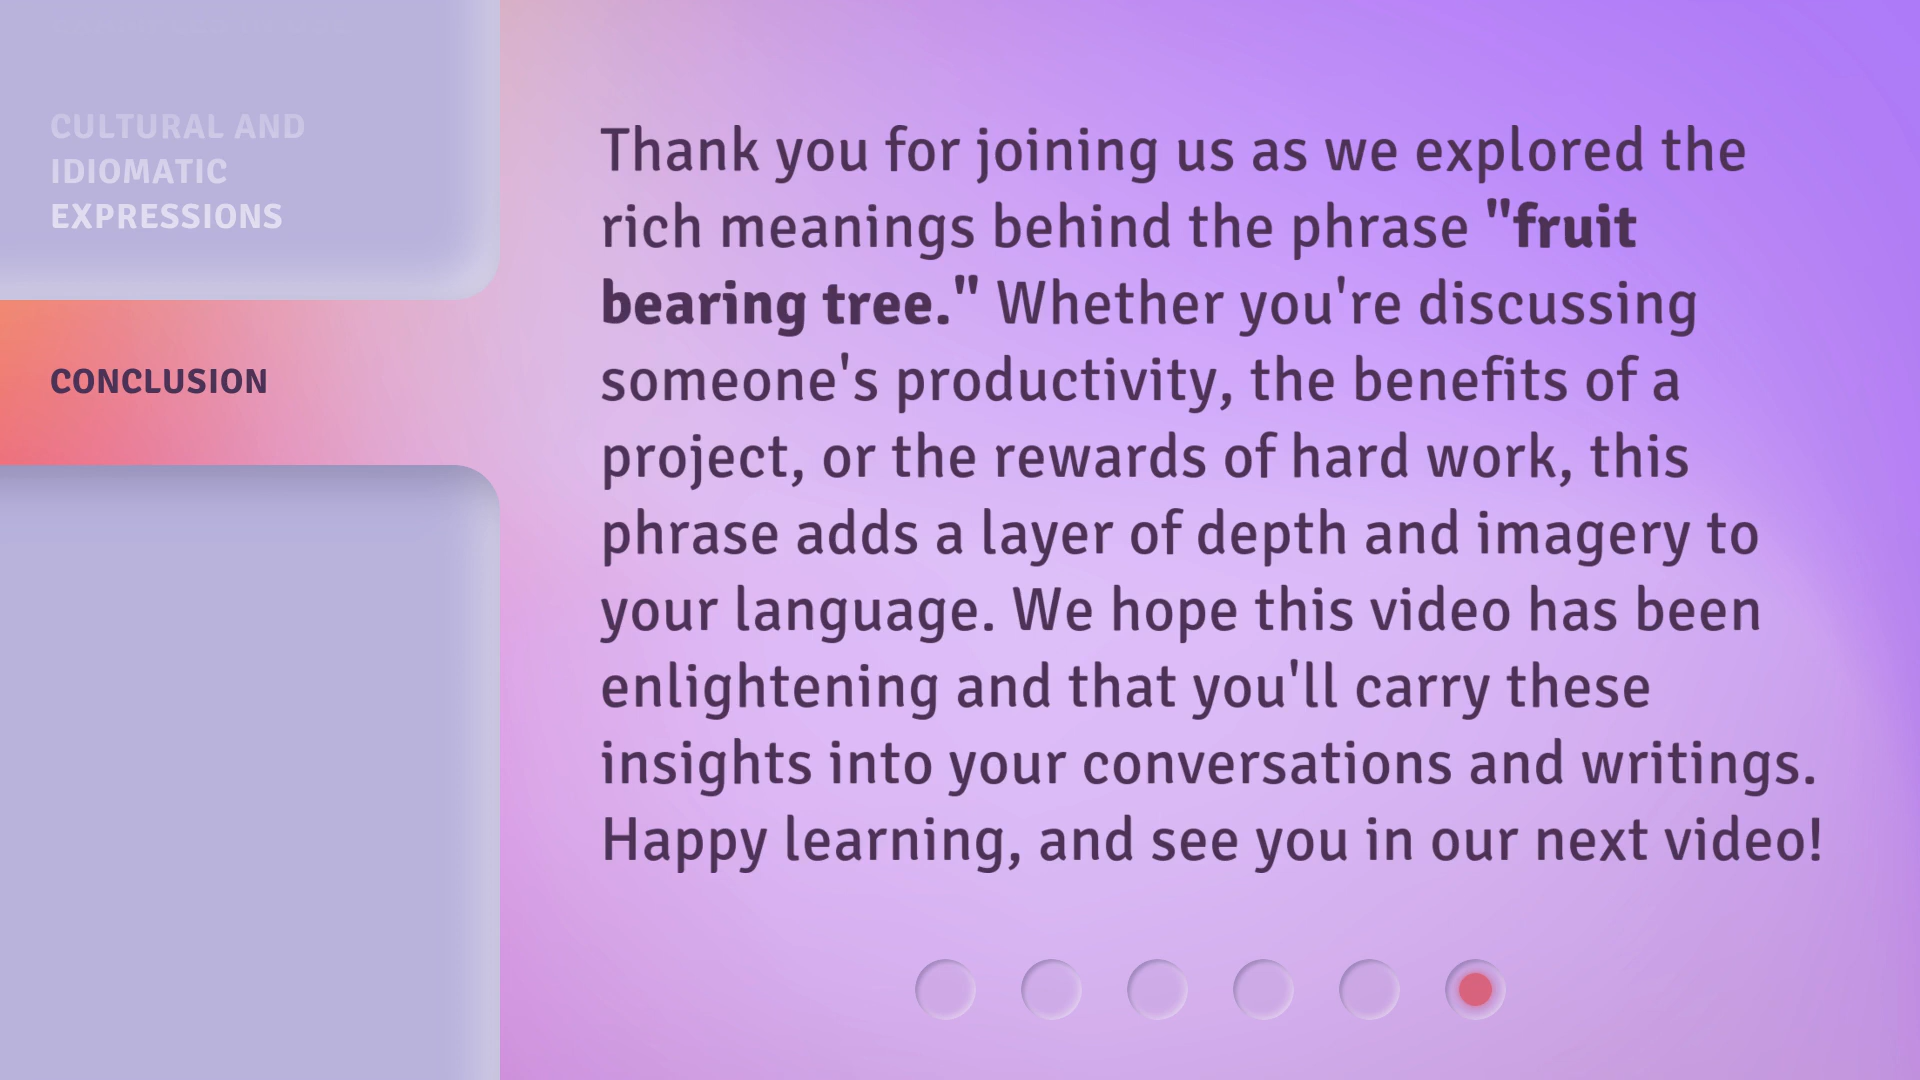 CULTURAL AND
IDIOMATIC
EXPRESSIONS
CONCLUSION
Thank you for joining us as we explored the
rich meanings behind the phrase "fruit
bearing tree." Whether you're discussing
someone's productivity, the benefits of a
project, or the rewards of hard work, this
phrase adds a layer of depth and imagery to
your language. We hope this video has been
enlightening and that you'll carry these
insights into your conversations and writings.
Happy learning, and see you in our next video!